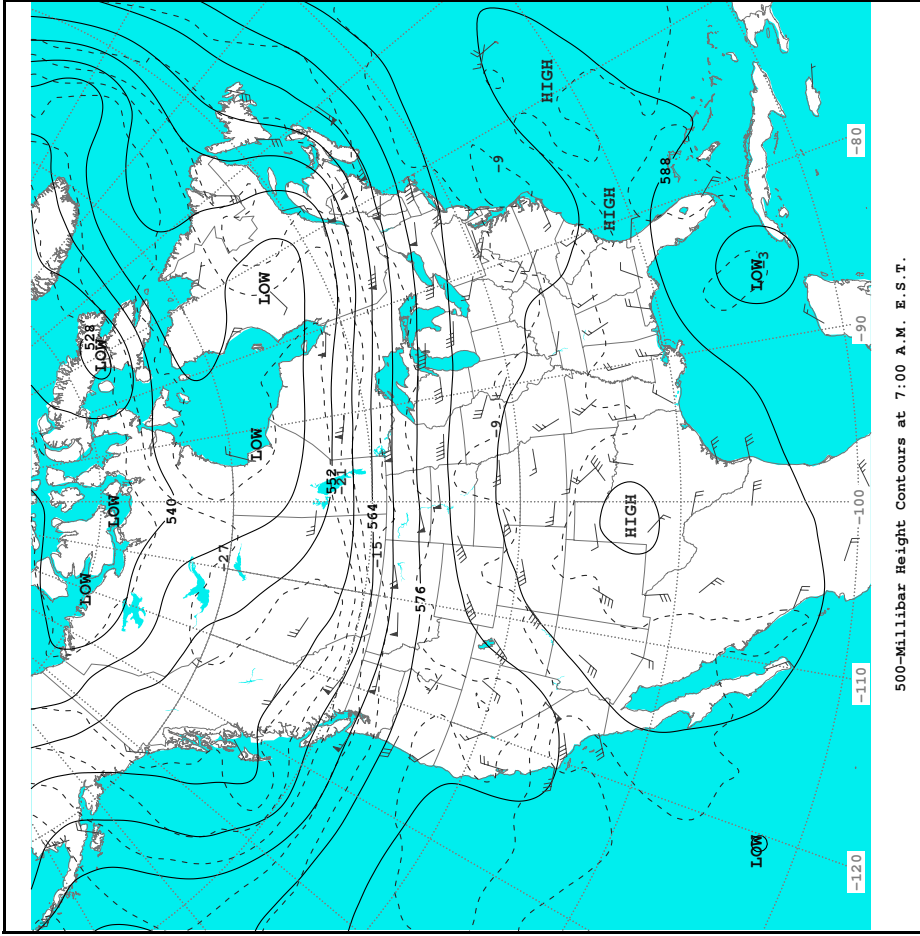 LOW
528
LOW
LOW
540
-27
LOW
LOW
552
-21
564
-15
576
-9
-9
HIGH
HIGH
HIGH
588
LOW
LOW
-3
-120
-110
-100
-90
-80
500-Millibar Height Contours at 7:00 A.M. E.S.T.